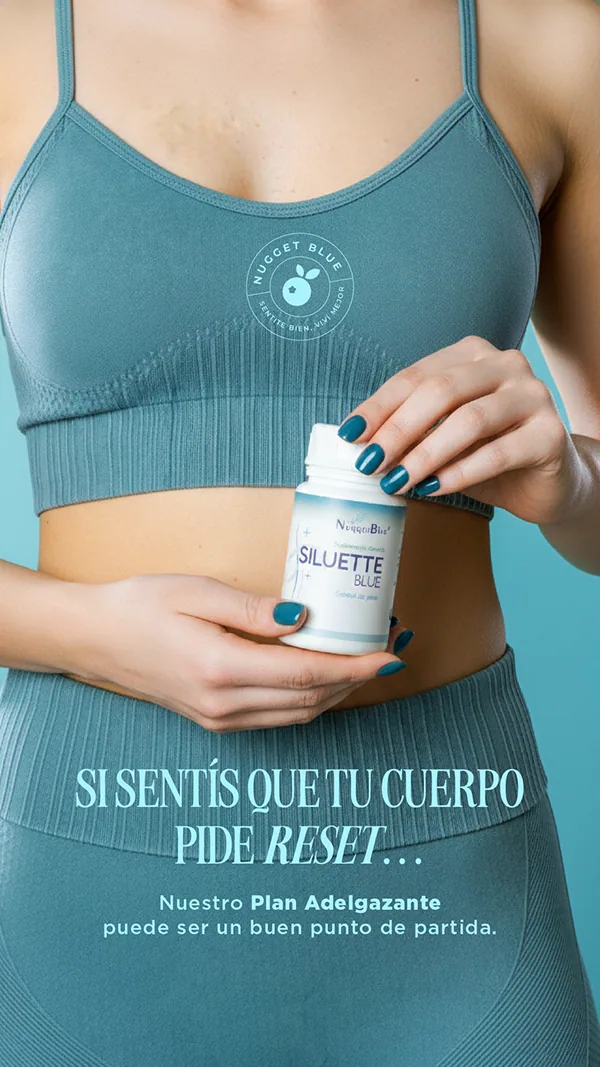 NUGGET BLUE
SENTITE BIEN, VIVÍ MEJOR
NuggetBlue®
SILUETTE
BLUE
SI SENTÍS QUE TU CUERPO
PIDE RESET...
Nuestro Plan Adelgazante
puede ser un buen punto de partida.